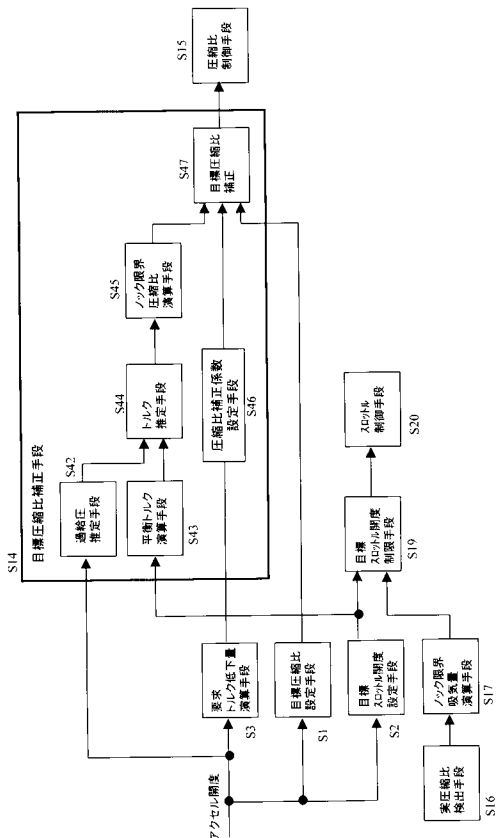 S14
目標圧縮比補正手段
S42
過給圧
推定手段
S43
平衡トルク
演算手段
S44
トルク
推定手段
S45
ノック限界
圧縮比
演算手段
S46
圧縮比補正係数
設定手段
S47
目標圧縮比
補正
S15
圧縮比
制御手段
アクセル開度
S3
要求
トルク低下量
演算手段
S1
目標圧縮比
設定手段
S2
目標
スロットル開度
設定手段
S16
実圧縮比
検出手段
S17
ノック限界
吸気量
演算手段
S19
目標
スロットル開度
制限手段
S20
スロットル
制御手段